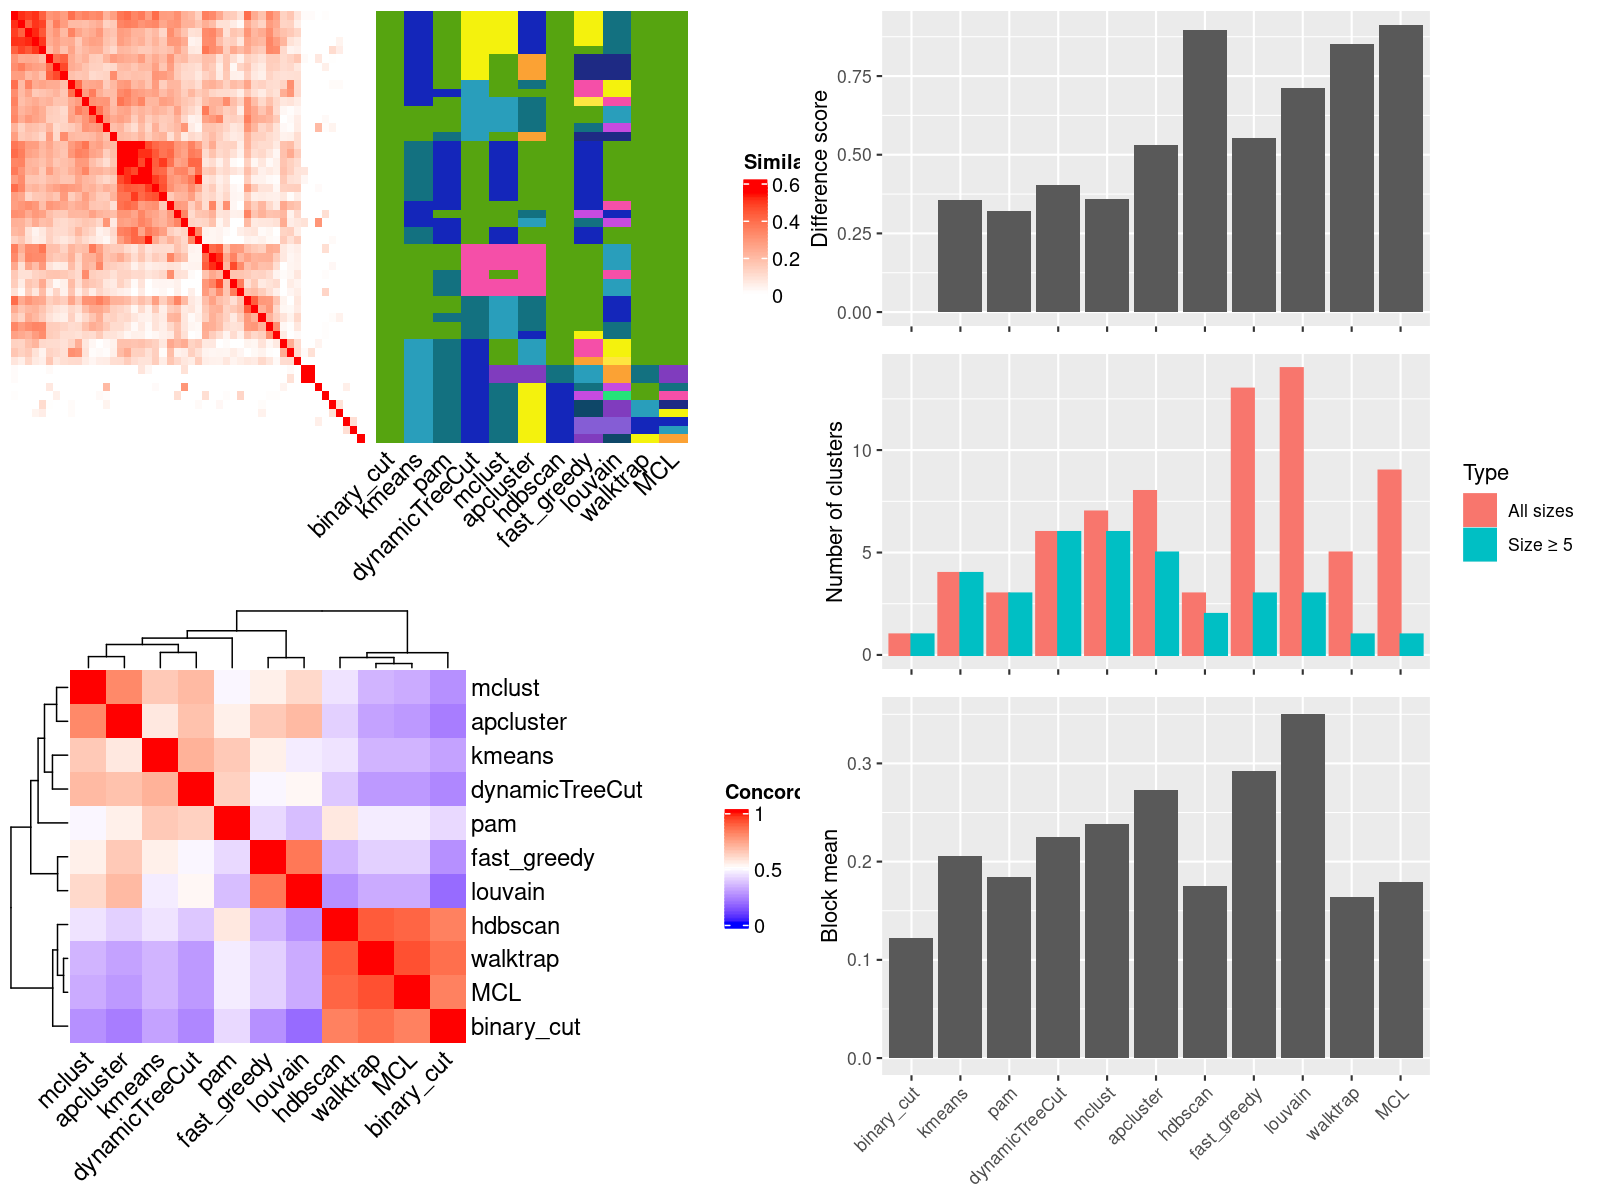 Simila
0.6
0.4
0.2
0
binary_cut
kmeans
pam
dynamicTreeCut
mclust
apcluster
hdbscan
fast_greedy
louvain
walktrap
MCL
mclust
apcluster
kmeans
dynamicTreeCut
pam
fast_greedy
louvain
hdbscan
walktrap
MCL
binary_cut
mclust
apcluster
kmeans
dynamicTreeCut
pam
fast_greedy
louvain
hdbscan
walktrap
MCL
binary_cut
Concord
1
0.5
0
Difference score
0.75
0.50
0.25
0.00
Number of clusters
10
5
0
Type
All sizes
Size ≥ 5
Block mean
0.3
0.2
0.1
0.0
binary_cut
kmeans
pam
dynamicTreeCut
mclust
apcluster
hdbscan
fast_greedy
louvain
walktrap
MCL